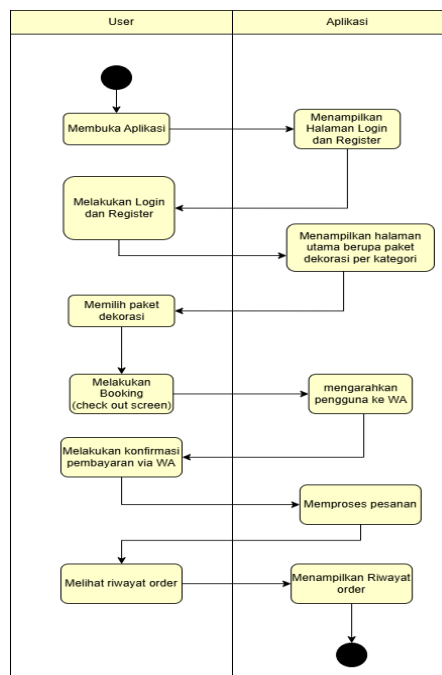 User
Aplikasi
Membuka Aplikasi
Menampilkan
Halaman Login
dan Register
Melakukan Login
dan Register
Menampilkan halaman
utama berupa paket
dekorasi per kategori
Memilih paket
dekorasi
Melakukan
Booking
(check out screen)
mengarahkan
pengguna ke WA
Melakukan konfirmasi
pembayaran via WA
Memproses pesanan
Melihat riwayat order
Menampilkan Riwayat
order